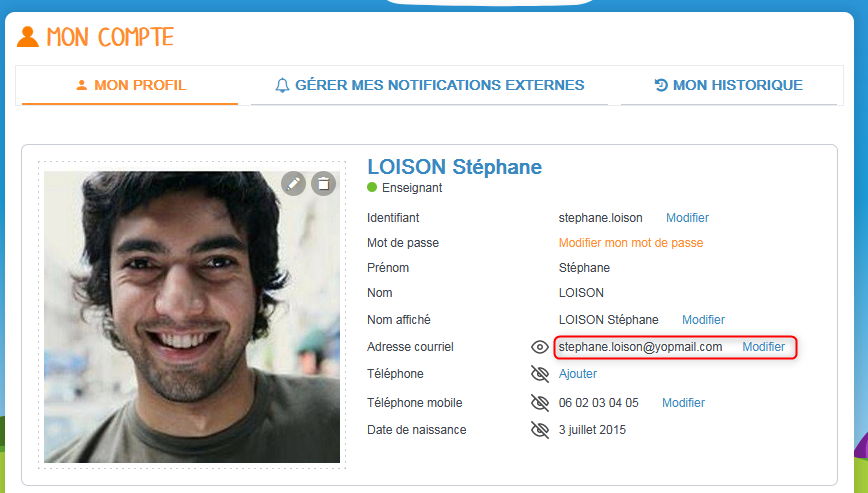 MON COMPTE
MON PROFIL GÉRER MES NOTIFICATIONS EXTERNES MON HISTORIQUE
LOISON Stéphane
Enseignant
Identifiant stephane.loison Modifier
Mot de passe Modifier mon mot de passe
Prénom Stéphane
Nom LOISON
Nom affiché LOISON Stéphane Modifier
Adresse courriel stephane.loison@yopmail.com Modifier
Téléphone Ajouter
Téléphone mobile 06 02 03 04 05 Modifier
Date de naissance 3 juillet 2015